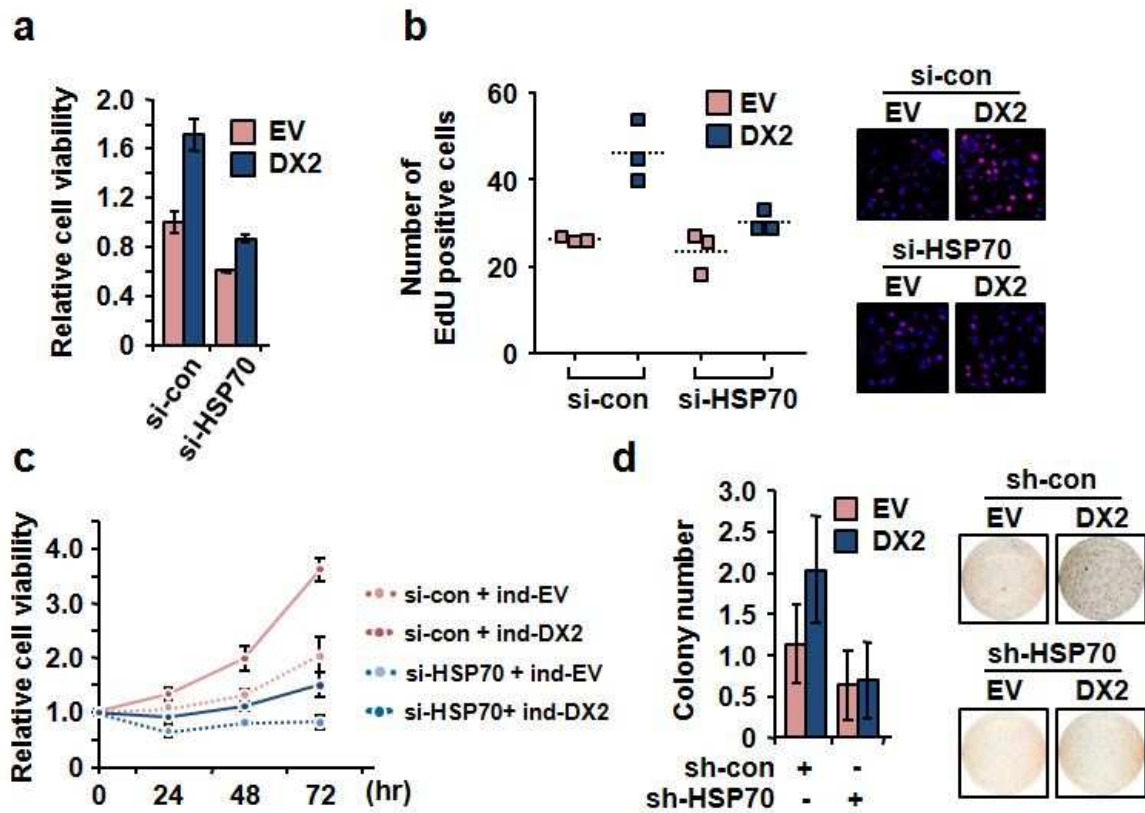 a
Relative cell viability
2.0
1.6
1.2
0.8
0.4
0
EV
DX2
si-con
si-HSP70
b
Number of
EdU positive cells
60
40
20
0
EV
DX2
si-con
si-HSP70
si-con
EV DX2
si-HSP70
EV DX2
c
Relative cell viability
4.0
3.0
2.0
1.0
0
0 24 48 72 (hr)
si-con + ind-EV
si-con + ind-DX2
si-HSP70 + ind-EV
si-HSP70+ ind-DX2
d
Colony number
3.0
2.5
2.0
1.5
1.0
0.5
0
EV
DX2
sh-con + -
sh-HSP70 - +
sh-con
EV DX2
sh-HSP70
EV DX2